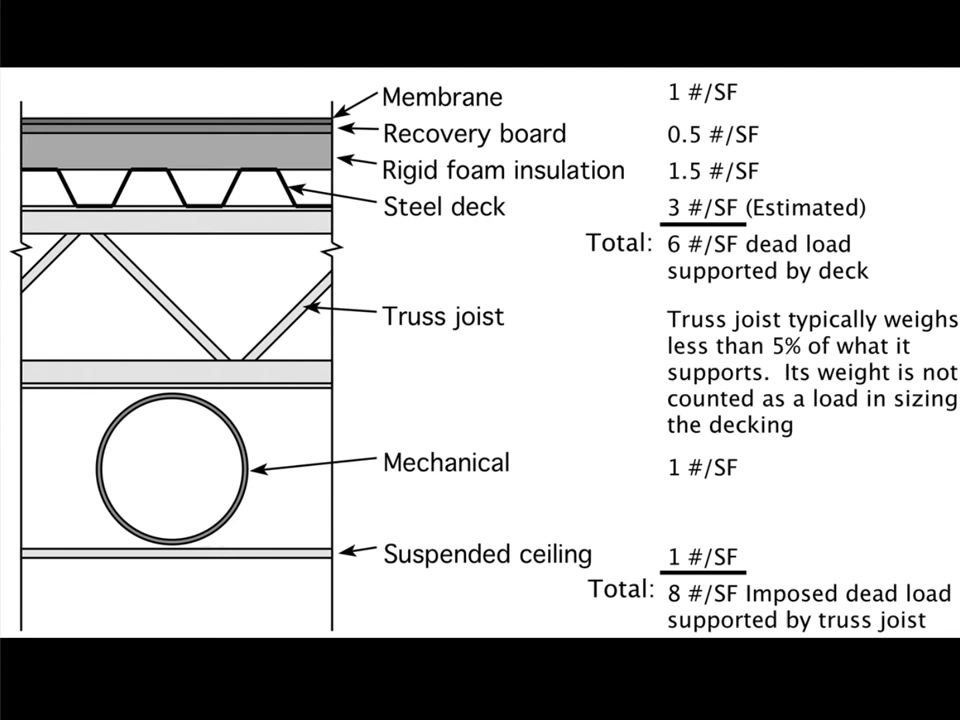 Membrane 1 #/SF
Recovery board 0.5 #/SF
Rigid foam insulation 1.5 #/SF
Steel deck 3 #/SF (Estimated)
Total: 6 #/SF dead load
supported by deck
Truss joist
Truss joist typically weighs
less than 5% of what it
supports. Its weight is not
counted as a load in sizing
the decking
Mechanical 1 #/SF
Suspended ceiling 1 #/SF
Total: 8 #/SF Imposed dead load
supported by truss joist